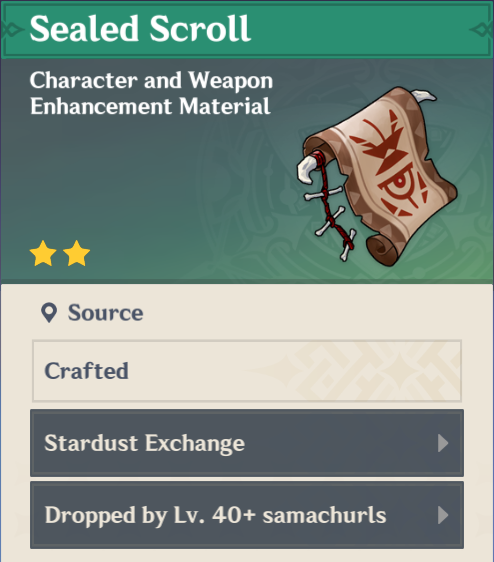 Sealed Scroll
Character and Weapon
Enhancement Material
Source
Crafted
Stardust Exchange
Dropped by Lv. 40+ samachurls